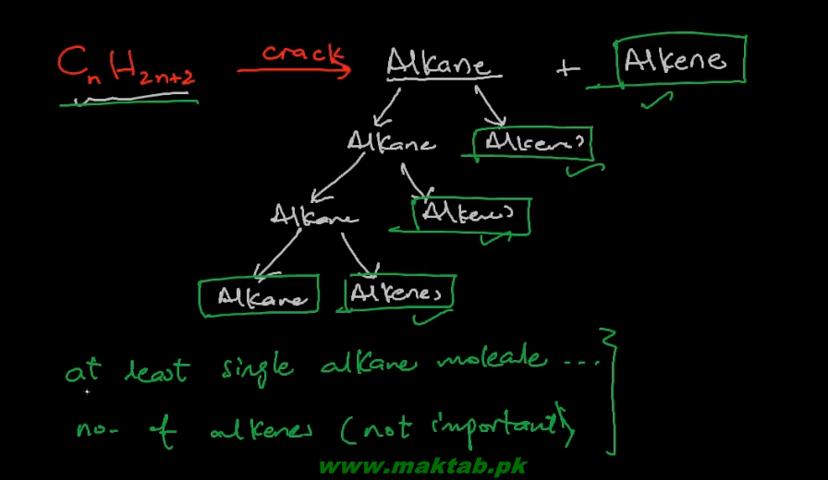 CnH2n+2 crack Alkane + Alkene
Alkane Alkenes
Alkane Alkenes
Alkane Alkenes
at least single alkane molecule ...
no. of alkenes (not important)
www.maktab.pk